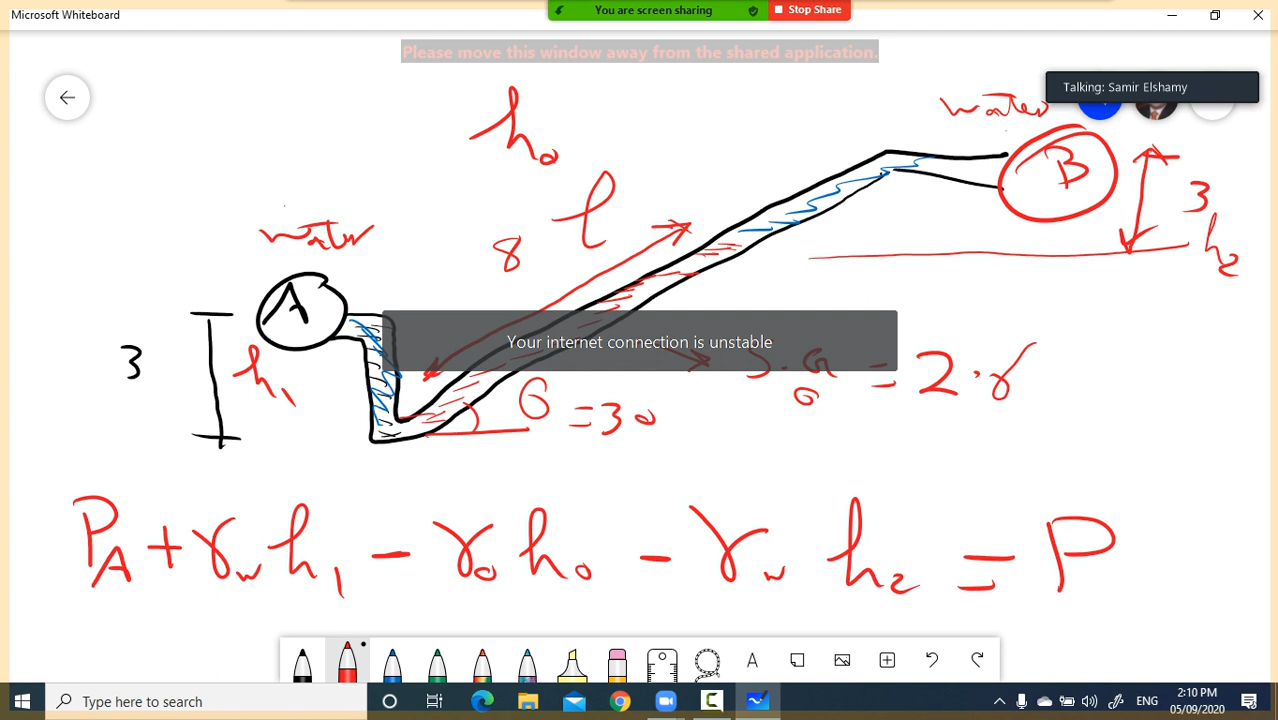 Microsoft Whiteboard
You are screen sharing
Stop Share
Please move this window away from the shared application.
Talking: Samir Elshamy
water
h₀
B
3
h₂
l
8
water
A
3
h₁
Your internet connection is unstable
= 2.8
θ = 30
P_A + γ_w h₁ - γ₀ h₀ - γ_w h₂ = P
A
Type here to search
ENG
2:10 PM
05/09/2020